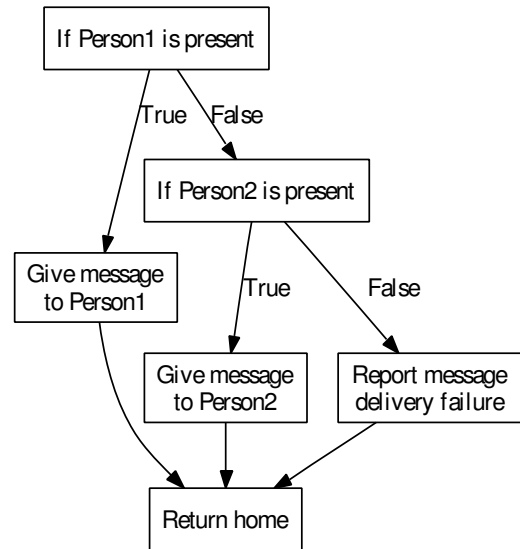 If Person1 is present
True
False
If Person2 is present
Give message
to Person1
True
False
Give message
to Person2
Report message
delivery failure
Return home